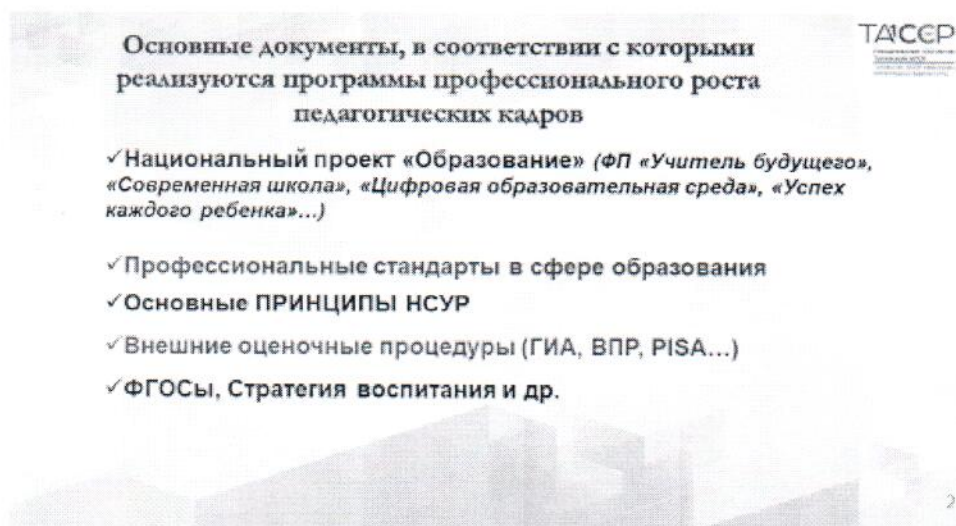 Основные документы, в соответствии с которыми
реализуются программы профессионального роста
педагогических кадров
ТАССЕР
✓Национальный проект «Образование» (ФП «Учитель будущего»,
«Современная школа», «Цифровая образовательная среда», «Успех
каждого ребенка»...)
✓Профессиональные стандарты в сфере образования
✓Основные ПРИНЦИПЫ НСУР
✓Внешние оценочные процедуры (ГИА, ВПР, PISA...)
✓ФГОСы, Стратегия воспитания и др.
2